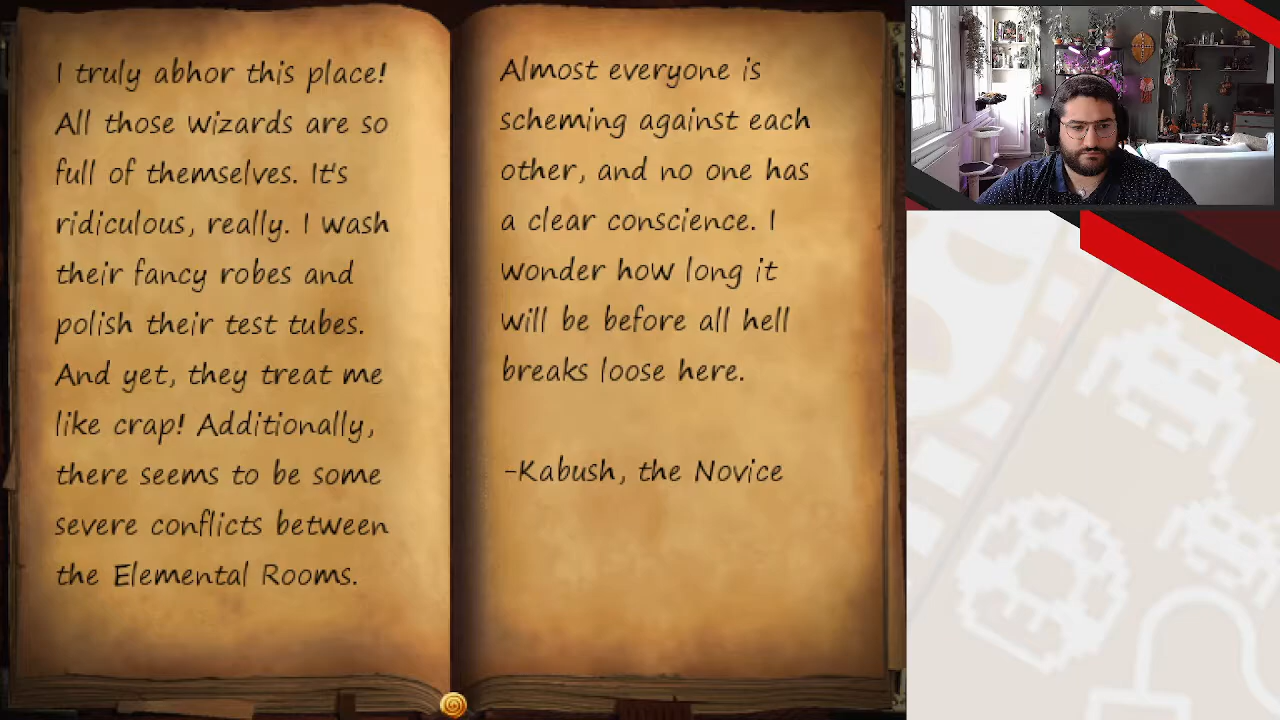 I truly abhor this place!
All those Wizards are so
full of themselves. It's
ridiculous, really. I wash
their fancy robes and
polish their test tubes.
And yet, they treat me
like crap! Additionally,
there seems to be some
severe conflicts between
the Elemental Rooms.
Almost everyone is
scheming against each
other, and no one has
a clear conscience. I
wonder how long it
will be before all hell
breaks loose here.
-Kabush, the Novice